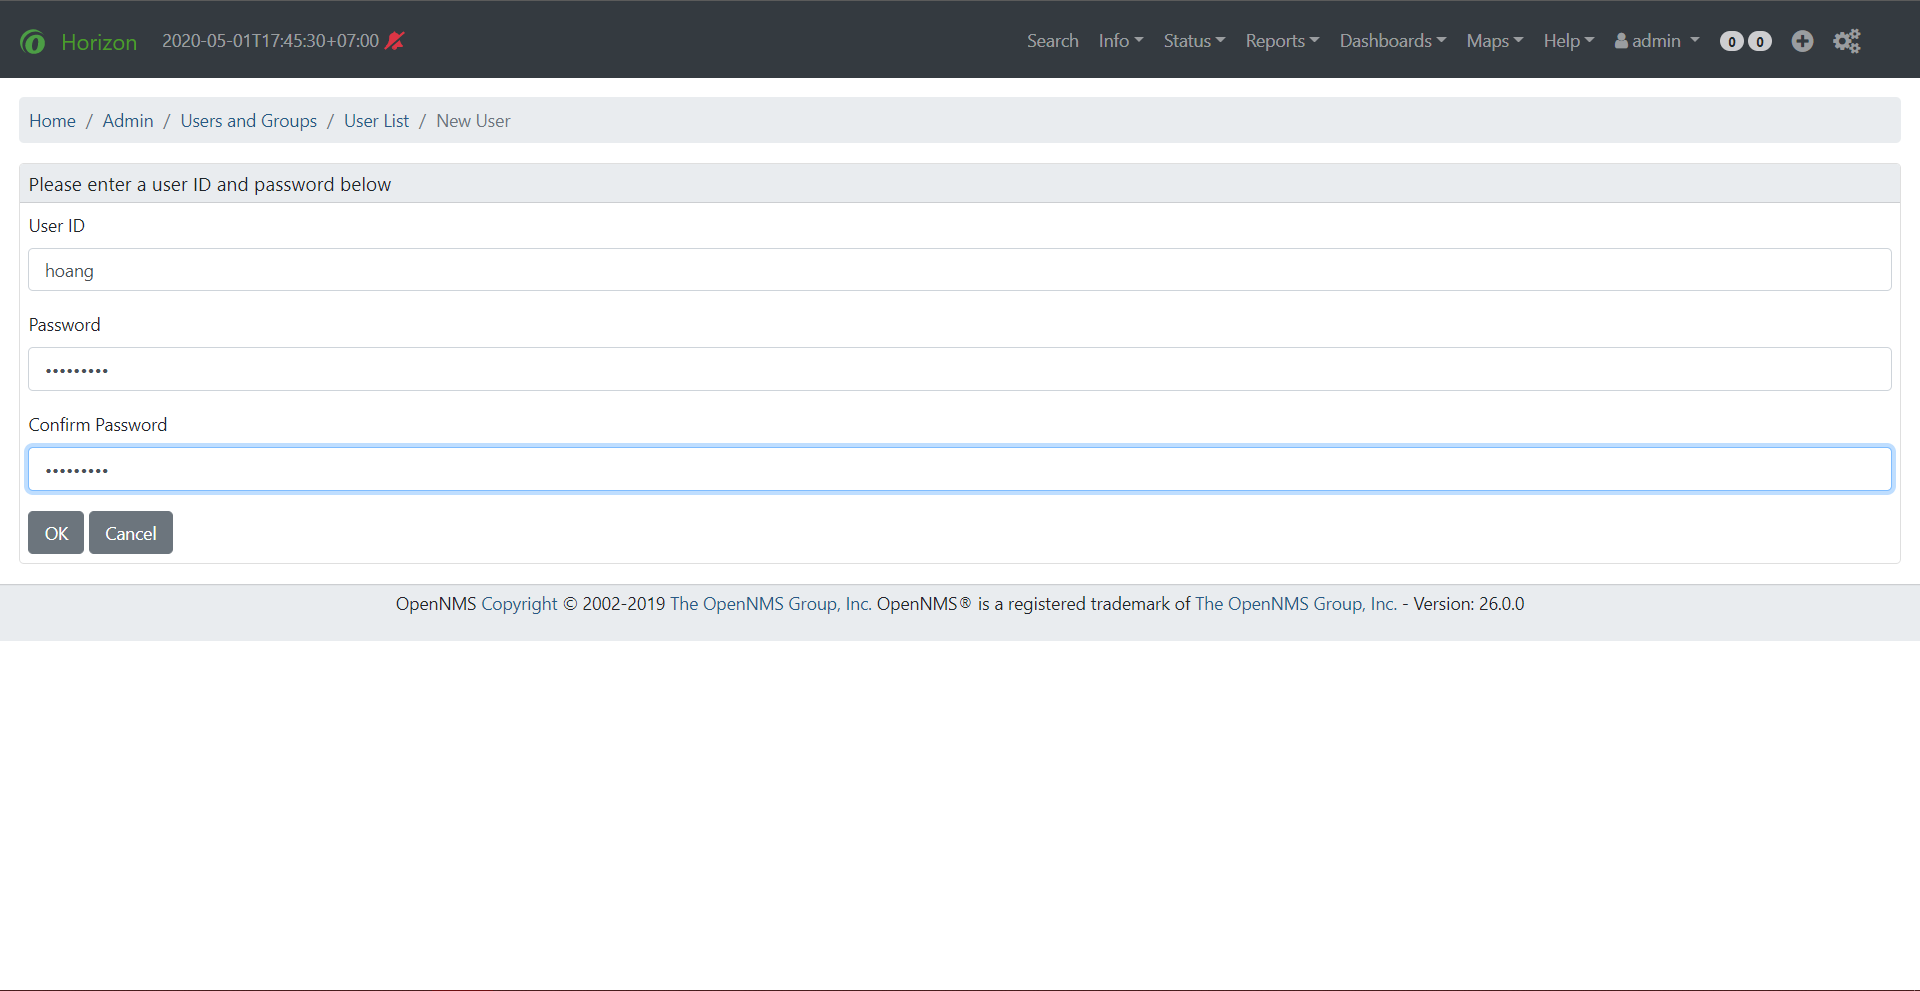 Horizon 2020-05-01T17:45:30+07:00 Search Info Status Reports Dashboards Maps Help admin 0 0
Home / Admin / Users and Groups / User List / New User
Please enter a user ID and password below
User ID
hoang
Password
•••••••••
Confirm Password
•••••••••
OK Cancel
OpenNMS Copyright © 2002-2019 The OpenNMS Group, Inc. OpenNMS® is a registered trademark of The OpenNMS Group, Inc. - Version: 26.0.0